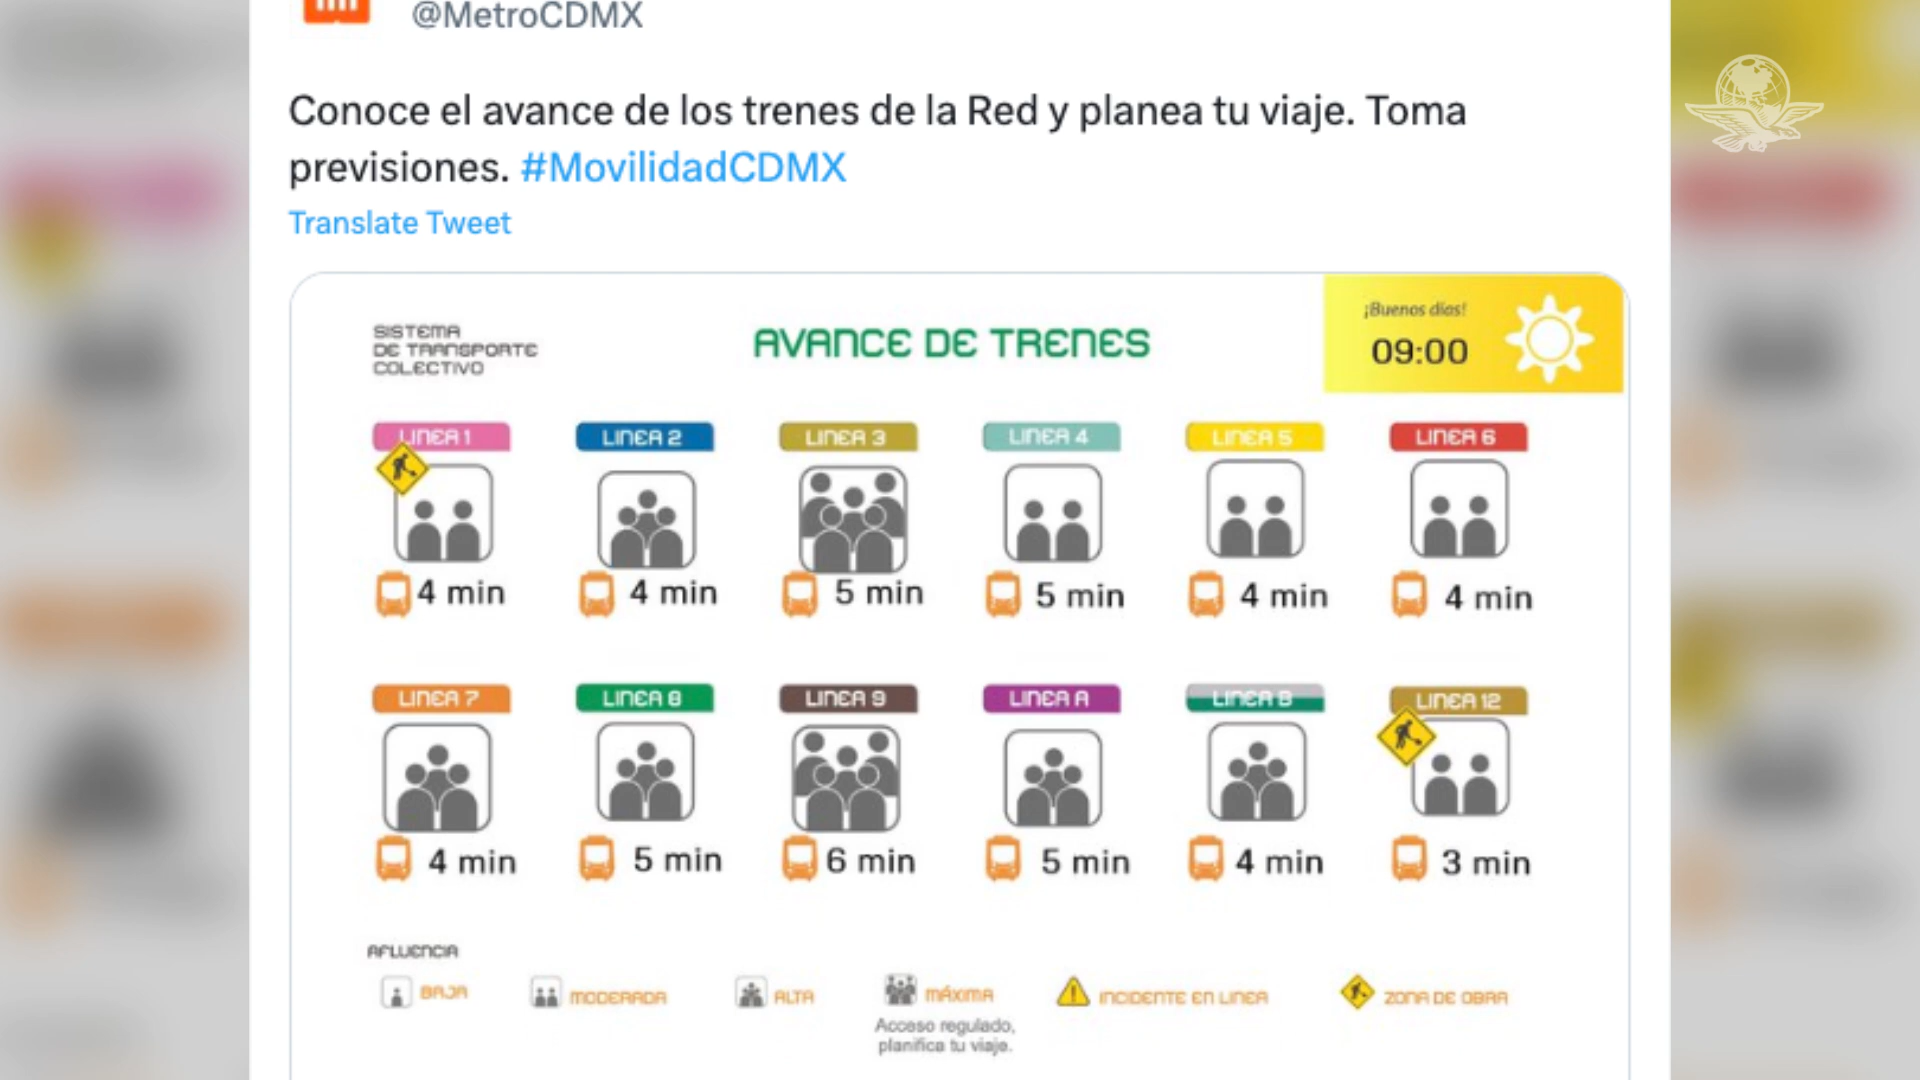 @MetroCDMX
Conoce el avance de los trenes de la Red y planea tu viaje. Toma
previsiones. #MovilidadCDMX
Translate Tweet
SISTEMA
DE TRANSPORTE
COLECTIVO
AVANCE DE TRENES
¡Buenos días!
09:00
LINEA 1
LINEA 2
LINEA 3
LINEA 4
LINEA 5
LINEA 6
4 min
4 min
5 min
5 min
4 min
4 min
LINEA 7
LINEA 8
LINEA 9
LINEA A
LINEA B
LINEA 12
4 min
5 min
6 min
5 min
4 min
3 min
AFLUENCIA
BAJA
MODERADA
ALTA
MÁXIMA
INCIDENTE EN LINEA
ZONA DE OBRA
Acceso regulado,
planifica tu viaje.